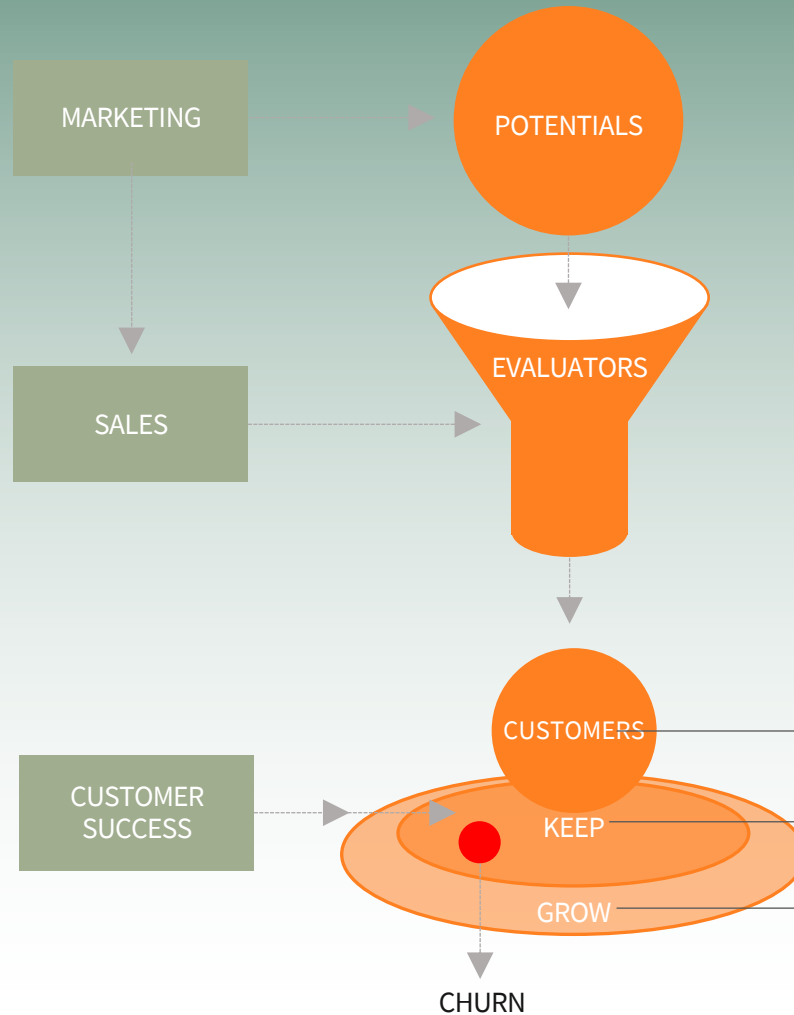 MARKETING
POTENTIALS
EVALUATORS
SALES
CUSTOMERS
CUSTOMER
SUCCESS
KEEP
GROW
CHURN